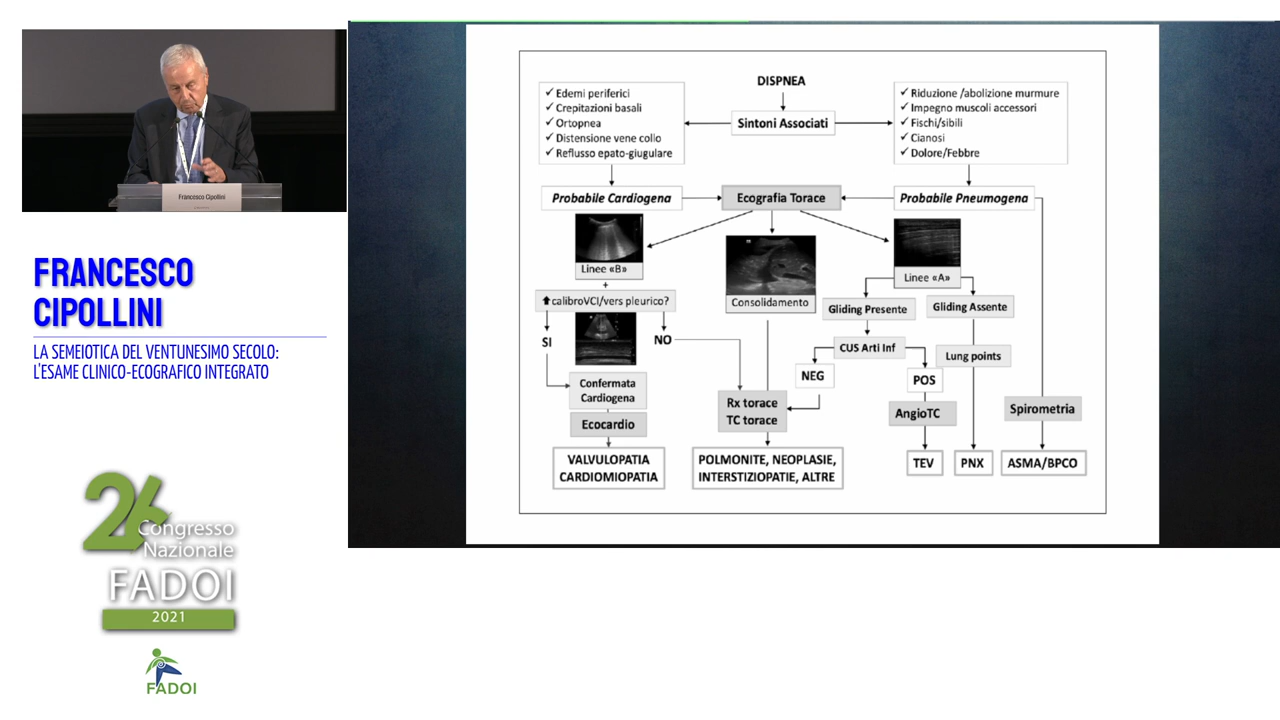 Francesco Cipollini
FRANCESCO
CIPOLLINI
LA SEMEIOTICA DEL VENTUNESIMO SECOLO:
L'ESAME CLINICO-ECOGRAFICO INTEGRATO
26
Congresso
Nazionale
FADOI
2021
FADOI
DISPNEA
Sintoni Associati
✓ Edemi periferici
✓ Crepitazioni basali
✓ Ortopnea
✓ Distensione vene collo
✓ Reflusso epato-giugulare
✓ Riduzione /abolizione murmure
✓ Impegno muscoli accessori
✓ Fischi/sibili
✓ Cianosi
✓ Dolore/Febbre
Probabile Cardiogena
Ecografia Torace
Probabile Pneumogena
Linee «B»
+
⬆calibroVCI/vers pleurico?
SI
NO
Confermata
Cardiogena
Ecocardio
VALVULOPATIA
CARDIOMIOPATIA
Consolidamento
Rx torace
TC torace
POLMONITE, NEOPLASIE,
INTERSTIZIOPATIE, ALTRE
Linee «A»
Gliding Presente
Gliding Assente
CUS Arti Inf
Lung points
NEG
POS
AngioTC
Spirometria
TEV
PNX
ASMA/BPCO